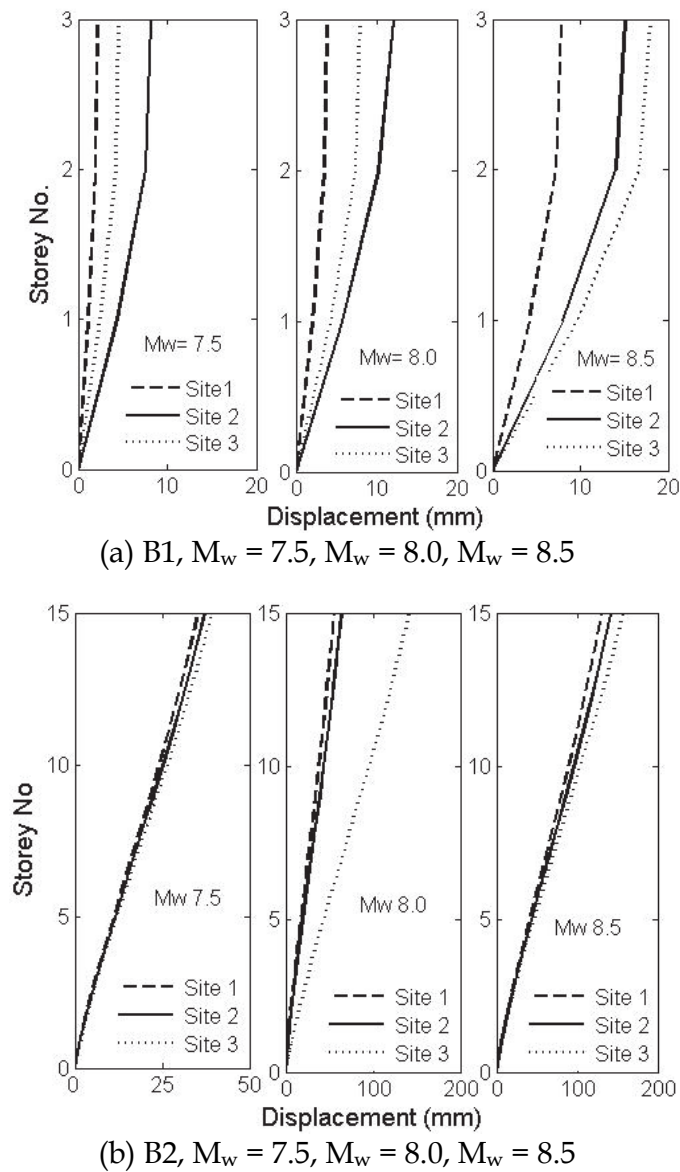 Storey No.
3
2
1
0
Mw= 7.5
Site1
Site 2
Site 3
0 10 20
3
2
1
0
Mw= 8.0
Site1
Site 2
Site 3
0 10 20
3
2
1
0
Mw= 8.5
Site1
Site 2
Site 3
0 10 20
Displacement (mm)
(a) B1, Mw = 7.5, Mw = 8.0, Mw = 8.5
Storey No
15
10
5
0
Mw 7.5
Site 1
Site 2
Site 3
0 25 50
15
10
5
0
Mw 8.0
Site 1
Site 2
Site 3
0 100 200
15
10
5
0
Mw 8.5
Site 1
Site 2
Site 3
0 100 200
Displacement (mm)
(b) B2, Mw = 7.5, Mw = 8.0, Mw = 8.5